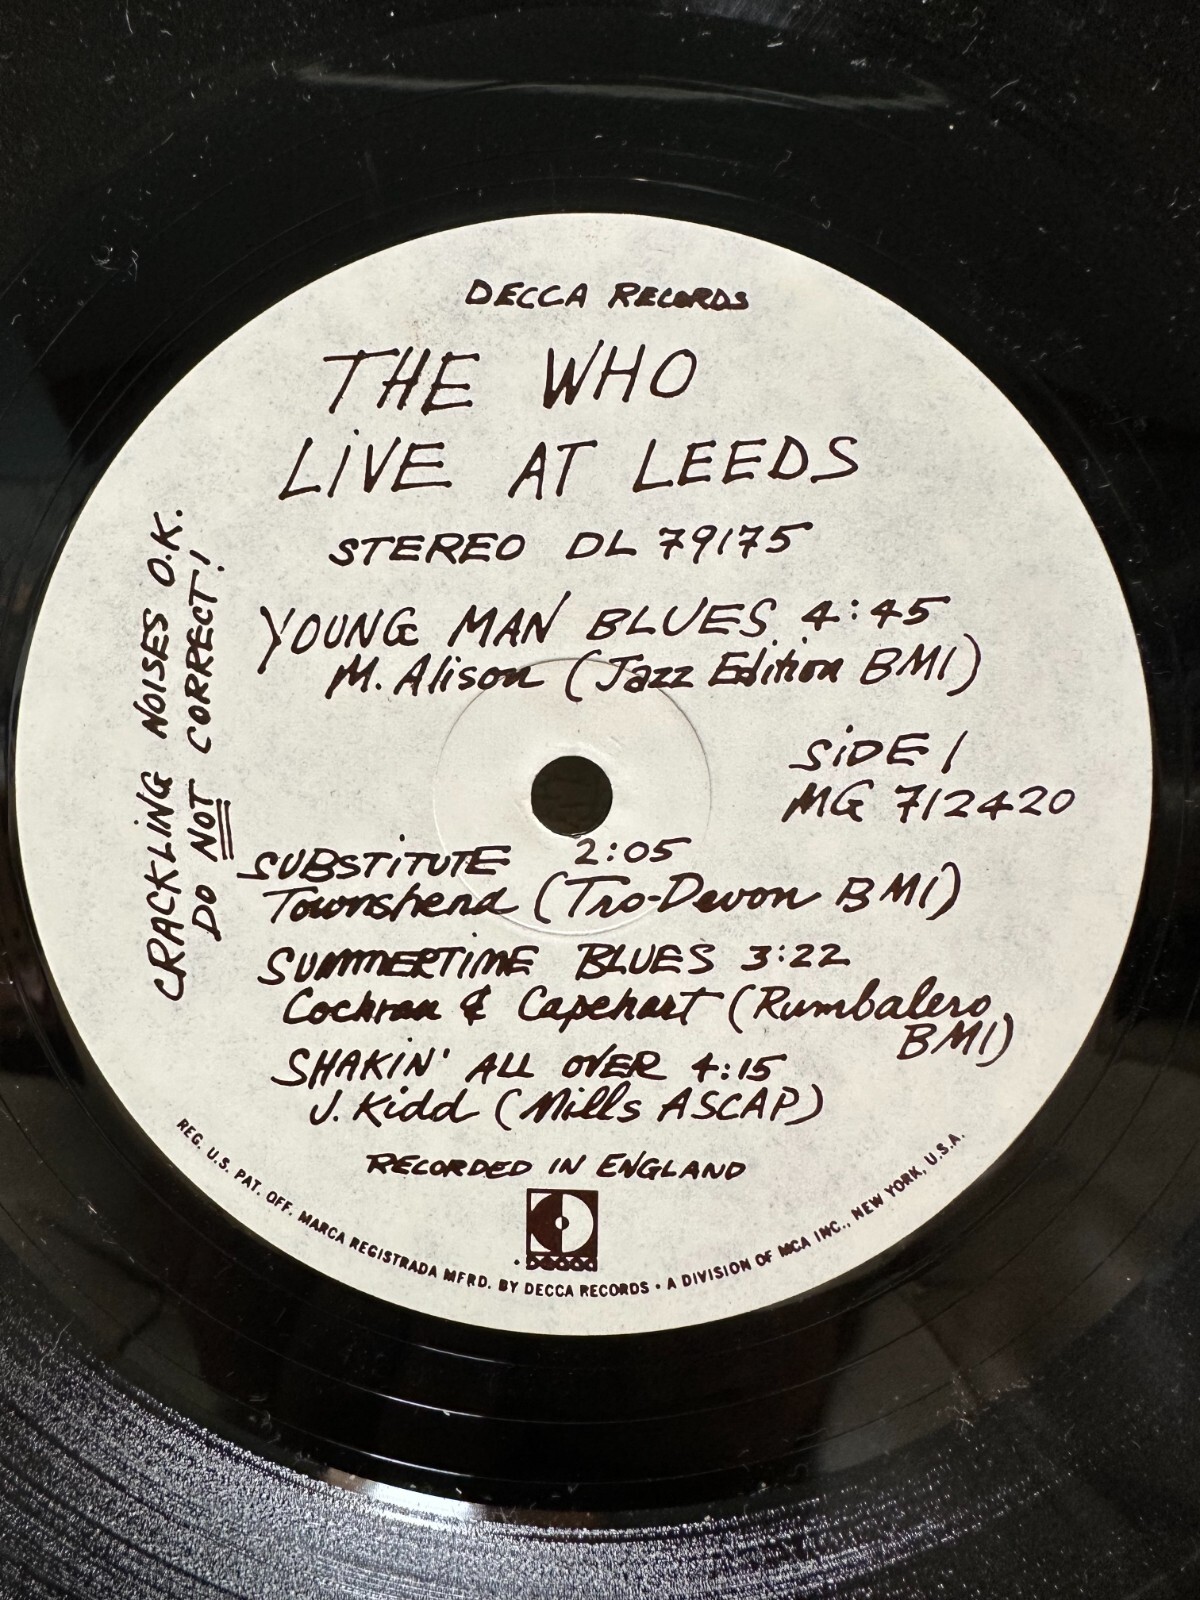 DECCA RECORDS
THE WHO
LiVE AT LEEDS
STEREO DL 79175
YOUNG MAN BLUES 4:45
M. Alison (Jazz Edition BMI)
SiDE 1
MG 712420
SUBSTiTUTE 2:05
Townshend (Tro-Devon BMI)
SUMMERTIME BLUES 3:22
Cochran & Capehart (Rumbalero
BMI)
SHAKIN' ALL OVER 4:15
J. Kidd (Mills ASCAP)
RECORDED IN ENGLAND
DECCA
REG. U.S. PAT. OFF. MARCA REGISTRADA MFRD. BY DECCA RECORDS • A DIVISION OF MCA INC., NEW YORK, U.S.A.
CRACKLING NOISES O.K.
DO NOT CORRECT!